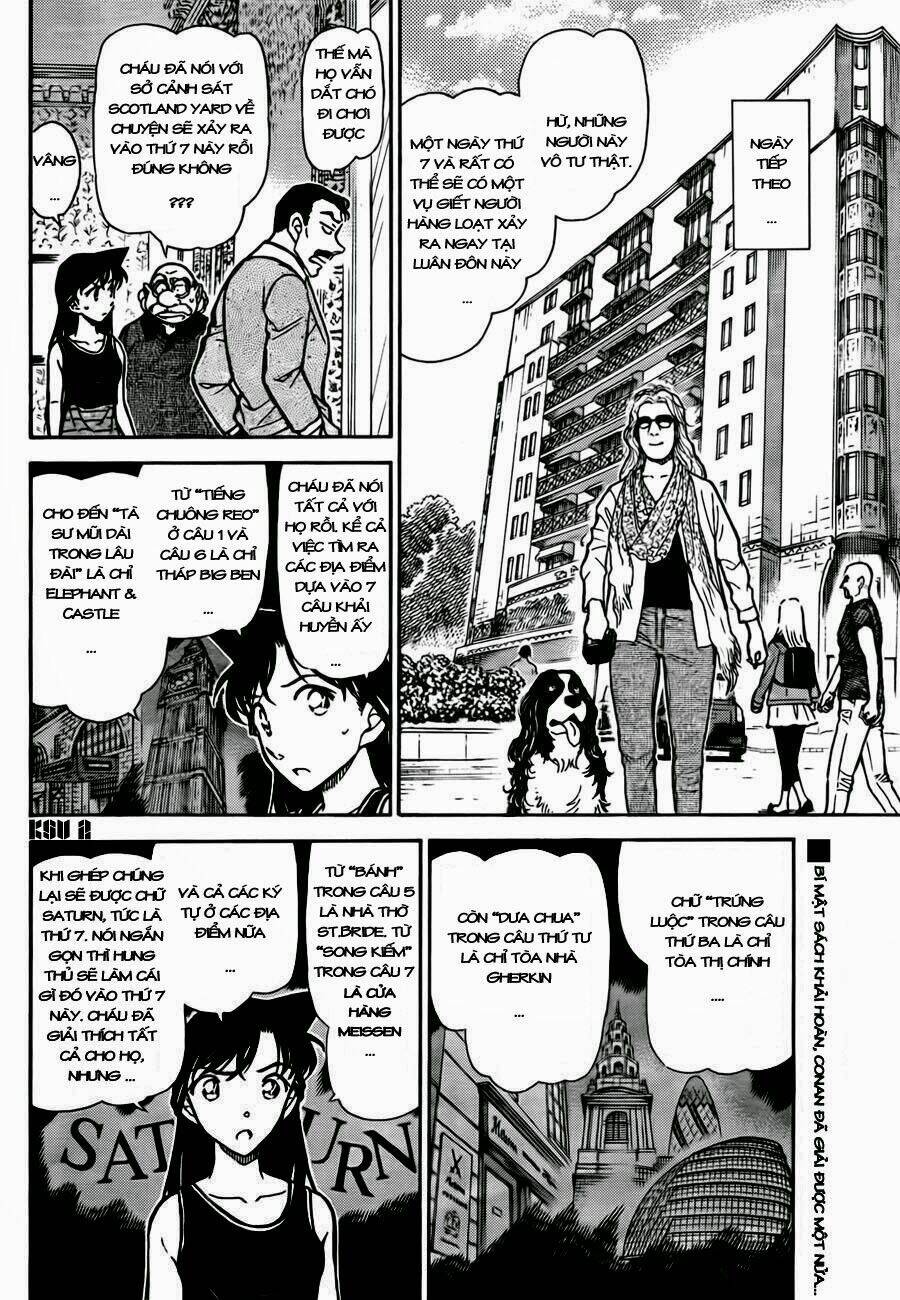 NGÀY
TIẾP
THEO
...
HỪ, NHỮNG
NGƯỜI NÀY
VÔ TƯ THẬT.
MỘT NGÀY THỨ
7 VÀ RẤT CÓ
THỂ SẼ CÓ MỘT
VỤ GIẾT NGƯỜI
HÀNG LOẠT XẢY
RA NGAY TẠI
LUÂN ĐÔN NÀY
...
THẾ MÀ
HỌ VẪN
DẮT CHÓ
ĐI CHƠI
ĐƯỢC
CHÁU ĐÃ NÓI VỚI
SỞ CẢNH SÁT
SCOTLAND YARD VỀ
CHUYỆN SẼ XẢY RA
VÀO THỨ 7 NÀY RỒI
ĐÚNG KHÔNG
???
VÂNG
...
CHÁU ĐÃ NÓI
TẤT CẢ VỚI
HỌ RỒI, KỂ CẢ
VIỆC TÌM RA
CÁC ĐỊA ĐIỂM
DỰA VÀO 7
CÂU KHẢI
HUYỀN ẤY
...
TỪ “TIẾNG
CHUÔNG REO”
Ở CÂU 1 VÀ
CÂU 6 LÀ CHỈ
THÁP BIG BEN
...
CHO ĐẾN “TÀ
SƯ MŨI DÀI
TRONG LÂU
ĐÀI” LÀ CHỈ
ELEPHANT &
CASTLE
...
KSU 2
CHỮ “TRỨNG
LUỘC” TRONG CÂU
THỨ BA LÀ CHỈ
TÒA THỊ CHÍNH
....
CÒN “DƯA CHUA”
TRONG CÂU THỨ TƯ
LÀ CHỈ TÒA NHÀ
GHERKIN
...
TỪ “BÁNH”
TRONG CÂU 5
LÀ NHÀ THỜ
ST.BRIDE. TỪ
“SONG KIẾM”
TRONG CÂU 7
LÀ CỬA
HÀNG
MEISSEN
...
VÀ CẢ CÁC KÝ
TỰ Ở CÁC ĐỊA
ĐIỂM NỮA
...
KHI GHÉP CHÚNG
LẠI SẼ ĐƯỢC CHỮ
SATURN, TỨC LÀ
THỨ 7. NÓI NGẮN
GỌN THÌ HUNG
THỦ SẼ LÀM CÁI
GÌ ĐÓ VÀO THỨ 7
NÀY. CHÁU ĐÃ
GIẢI THÍCH TẤT
CẢ CHO HỌ,
NHƯNG ...
SAT URN
BÍ MẬT SÁCH KHẢI HOÀN, CONAN ĐÃ GIẢI ĐƯỢC MỘT NỬA...